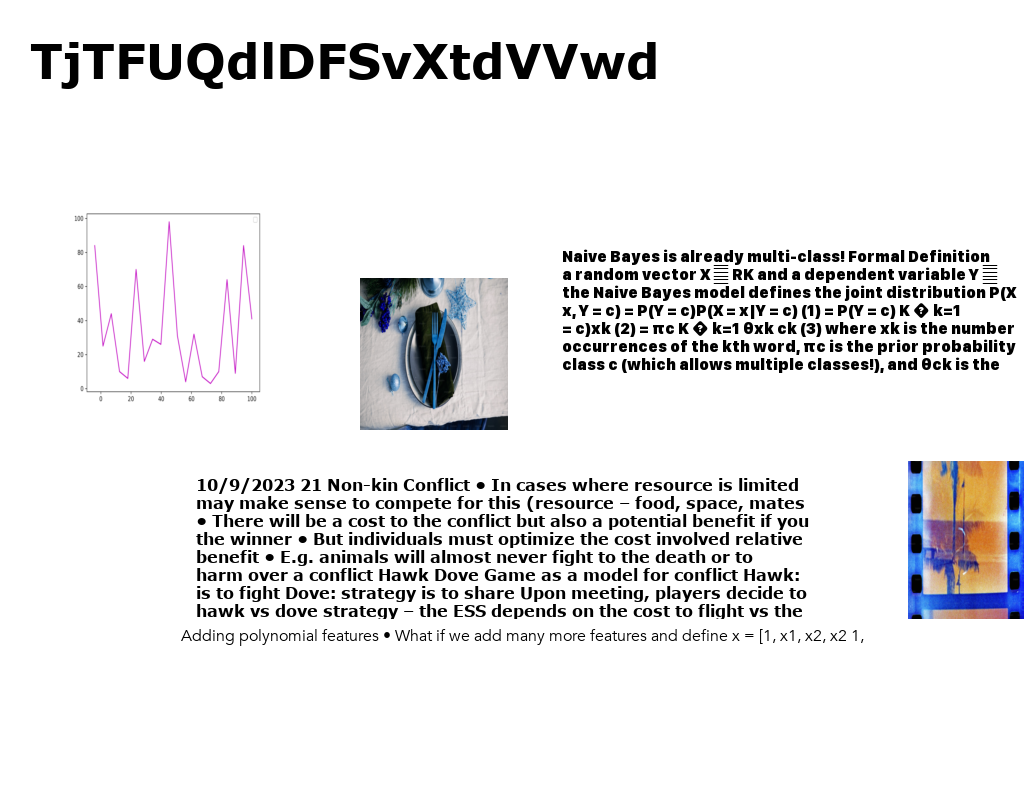 TjTFUQdlDFSvXtdVVwd
100
80
60
40
20
0
0 20 40 60 80 100
Naive Bayes is already multi-class! Formal Definition
a random vector X RK and a dependent variable Y
the Naive Bayes model defines the joint distribution P(X
x, Y = c) = P(Y = c)P(X = x|Y = c) (1) = P(Y = c) K � k=1
= c)xk (2) = πc K � k=1 θxk ck (3) where xk is the number
occurrences of the kth word, πc is the prior probability
class c (which allows multiple classes!), and θck is the
10/9/2023 21 Non-kin Conflict • In cases where resource is limited
may make sense to compete for this (resource – food, space, mates
• There will be a cost to the conflict but also a potential benefit if you
the winner • But individuals must optimize the cost involved relative
benefit • E.g. animals will almost never fight to the death or to
harm over a conflict Hawk Dove Game as a model for conflict Hawk:
is to fight Dove: strategy is to share Upon meeting, players decide to
hawk vs dove strategy – the ESS depends on the cost to flight vs the
Adding polynomial features • What if we add many more features and define x = [1, x1, x2, x2 1,